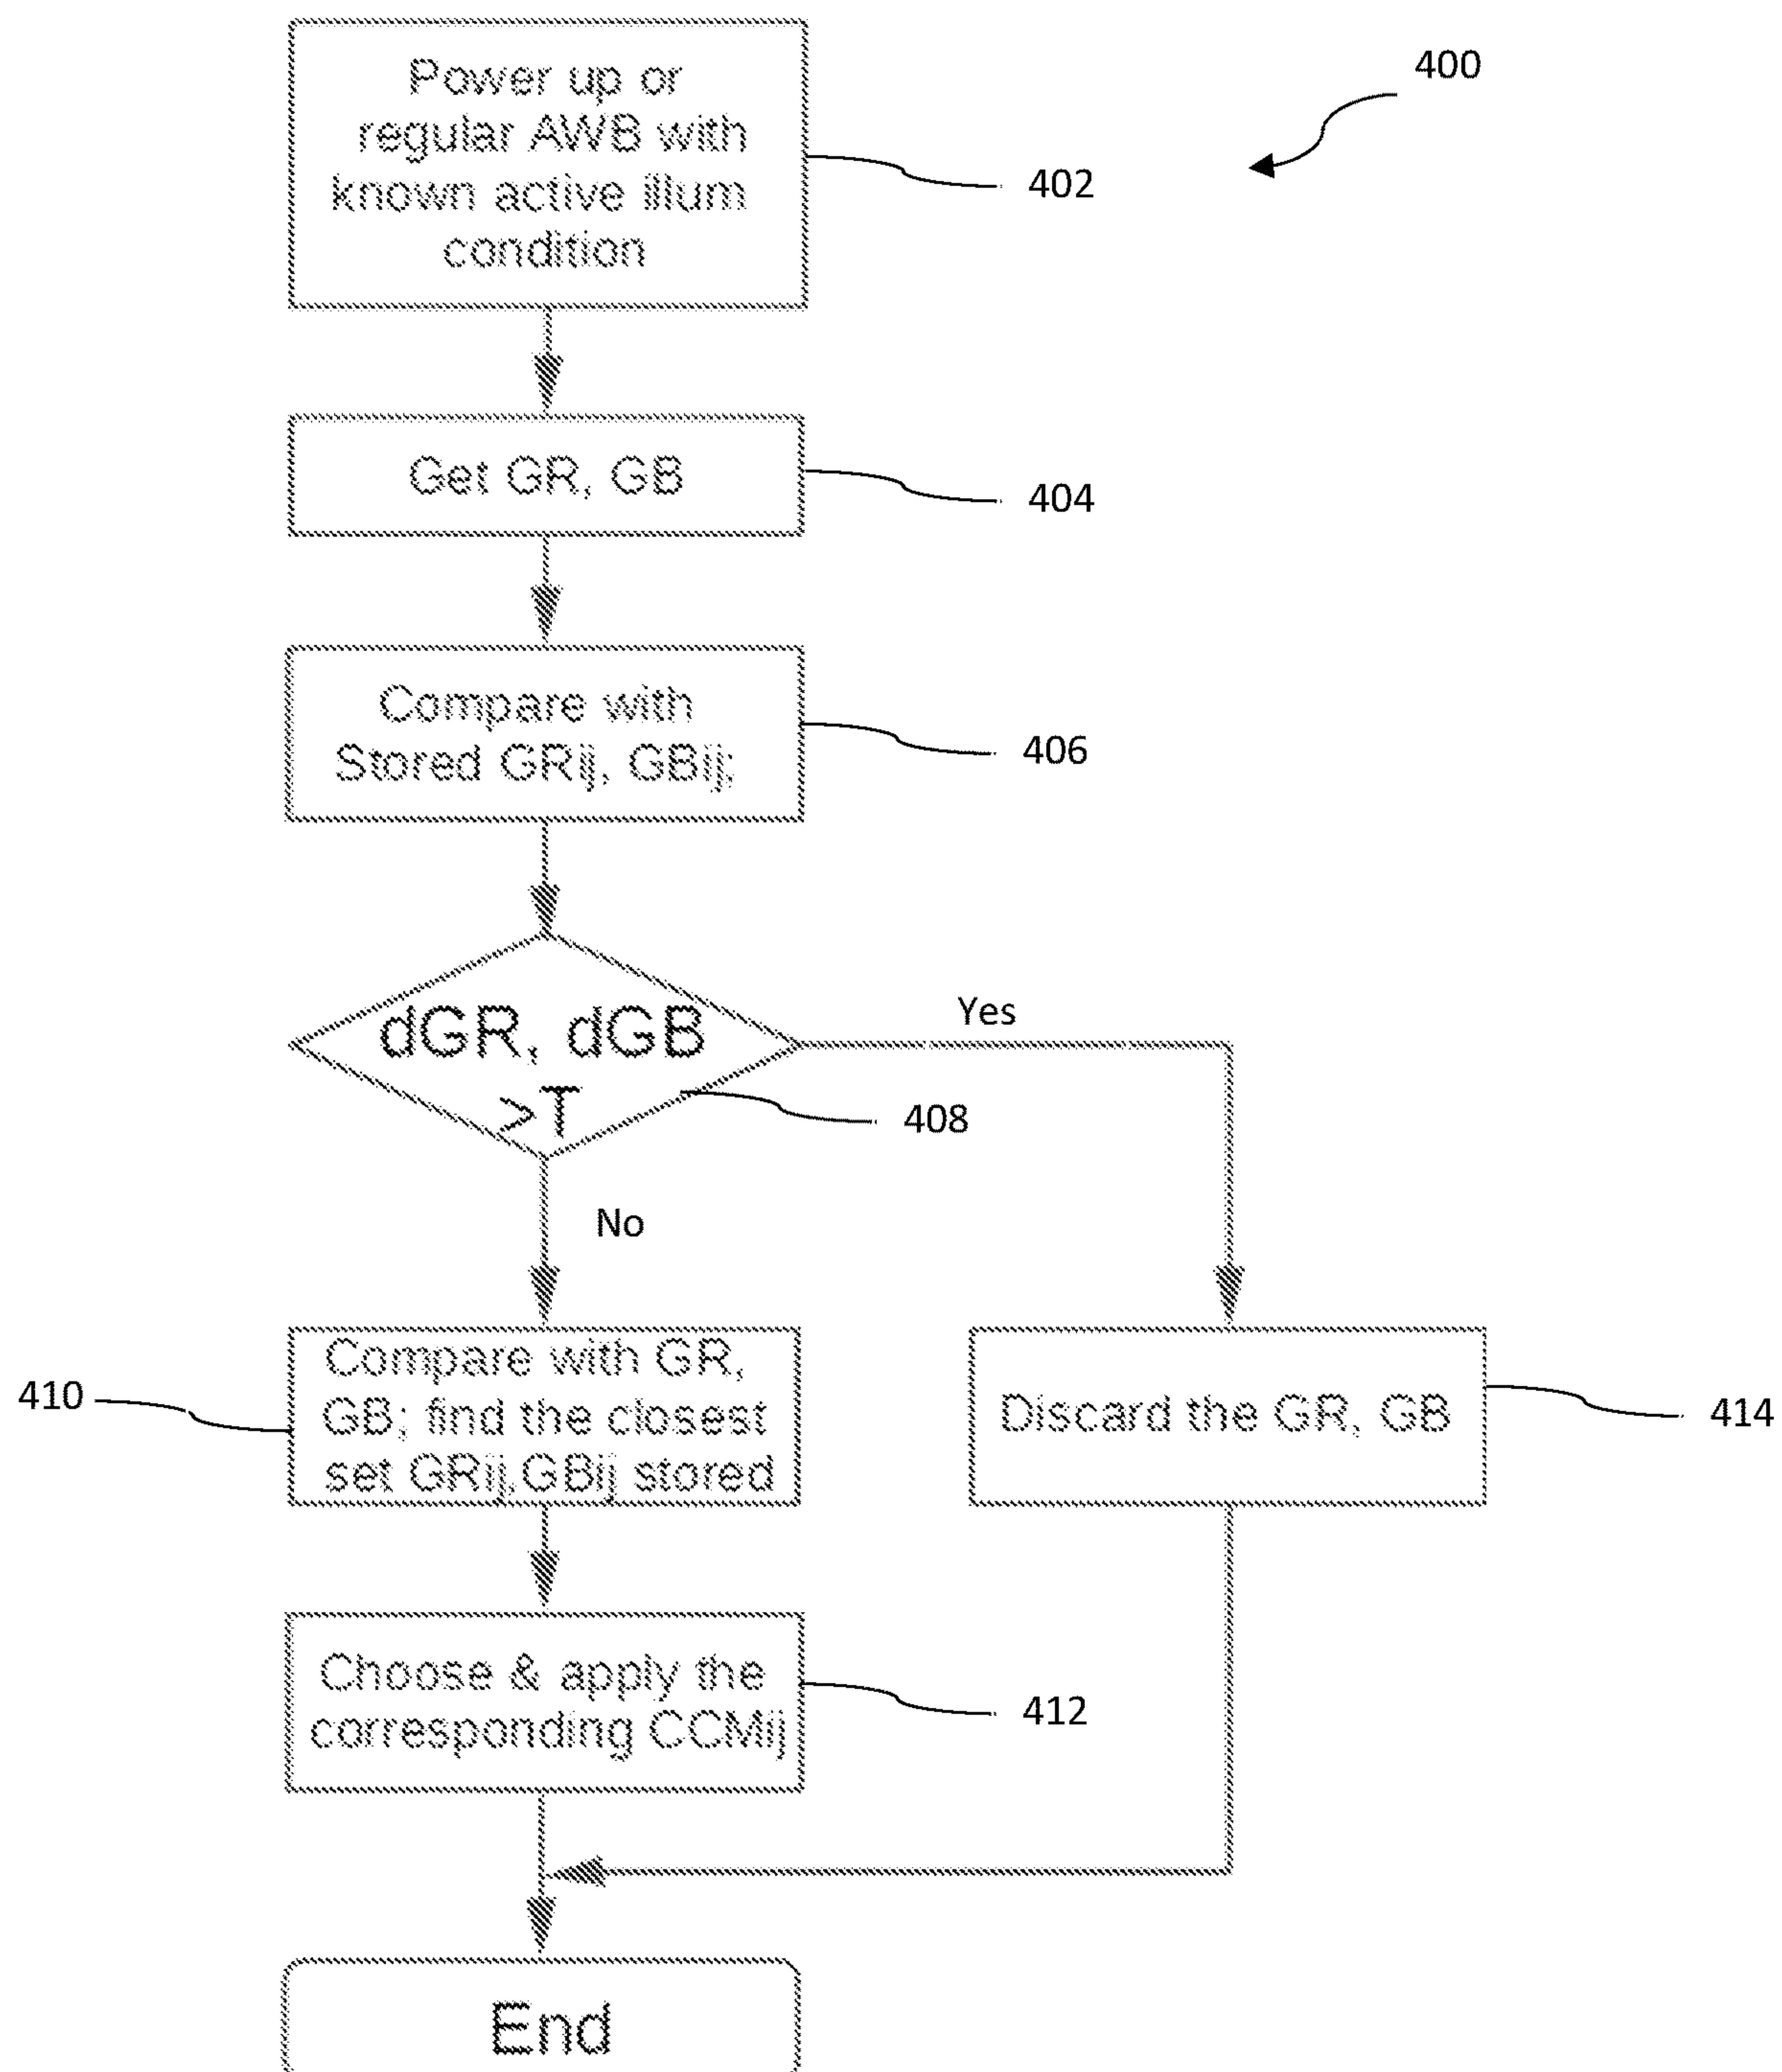 400
Power up or
regular AWB with
known active illum
condition
402
Get GR, GB
404
Compare with
Stored GRij, GBij;
406
dGR, dGB
>T
408
Yes
No
410
Compare with GR,
GB; find the closest
set GRij,GBij stored
Discard the GR, GB
414
Choose & apply the
corresponding CCMij
412
End